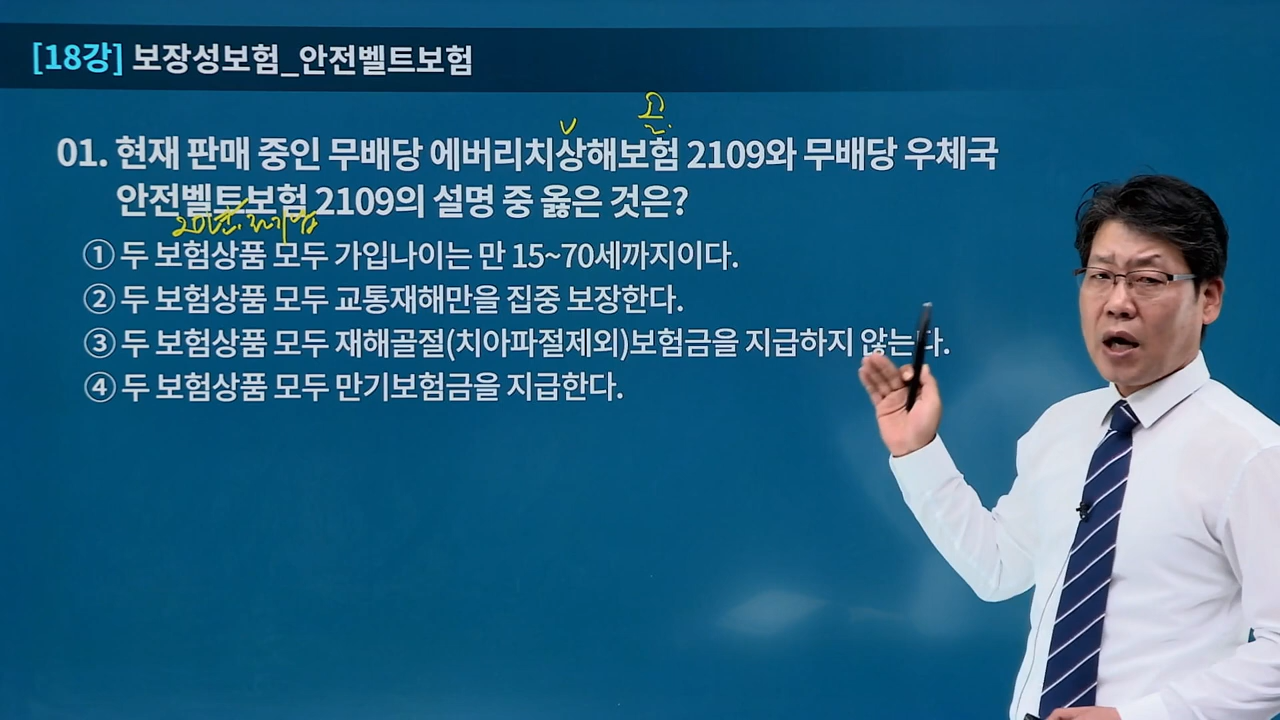 [18강] 보장성보험_안전벨트보험
골
01. 현재 판매 중인 무배당 에버리치상해보험 2109와 무배당 우체국
안전벨트보험 2109의 설명 중 옳은 것은?
20년
① 두 보험상품 모두 가입나이는 만 15~70세까지이다.
② 두 보험상품 모두 교통재해만을 집중 보장한다.
③ 두 보험상품 모두 재해골절(치아파절제외)보험금을 지급하지 않는다.
④ 두 보험상품 모두 만기보험금을 지급한다.